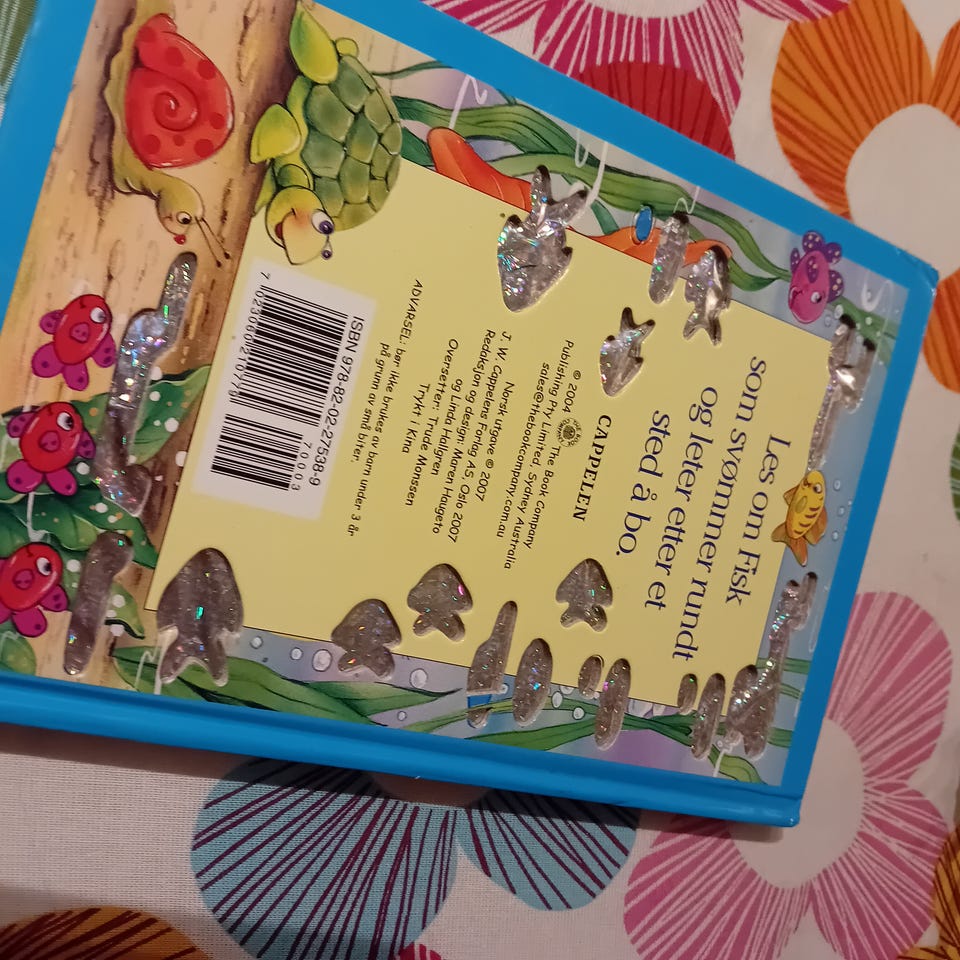 Les om Fisk
som svømmer rundt
og leter etter et
sted å bo.
CAPPELEN
© 2004 The Book Company
Publishing Pty Limited, Sydney Australia
sales@thebookcompany.com.au
Norsk utgave © 2007
J. W. Cappelens Forlag AS, Oslo 2007
Redaksjon og design: Maren Haugeto
og Linda Hallgren
Oversetter: Trude Monssen
Trykt i Kina
ADVARSEL: bør ikke brukes av barn under 3 år
på grunn av små biter.
ISBN 978-82-02-27538-9
70003
7023060021077